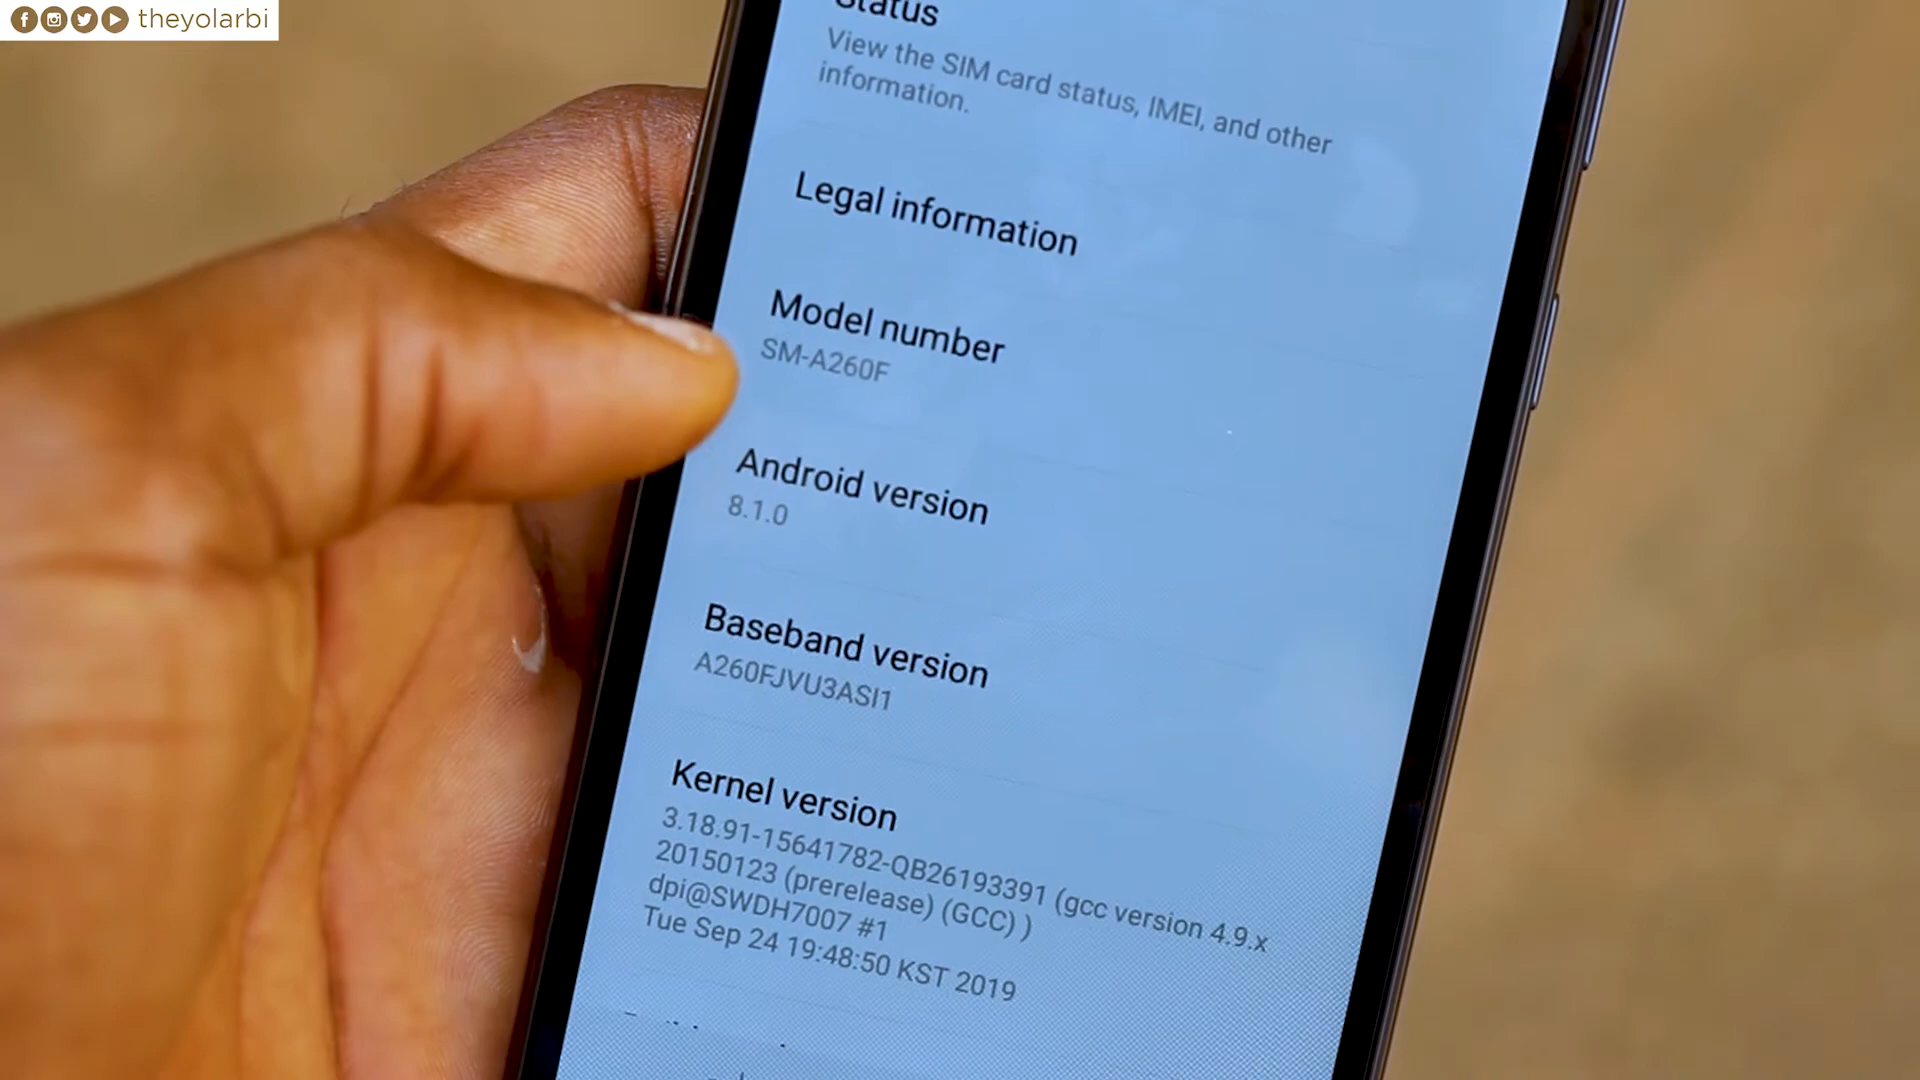 theyolarbi
Status
View the SIM card status, IMEI, and other
information.
Legal information
Model number
SM-A260F
Android version
8.1.0
Baseband version
A260FJVU3ASI1
Kernel version
3.18.91-15641782-QB26193391 (gcc version 4.9.x
20150123 (prerelease) (GCC) )
dpi@SWDH7007 #1
Tue Sep 24 19:48:50 KST 2019